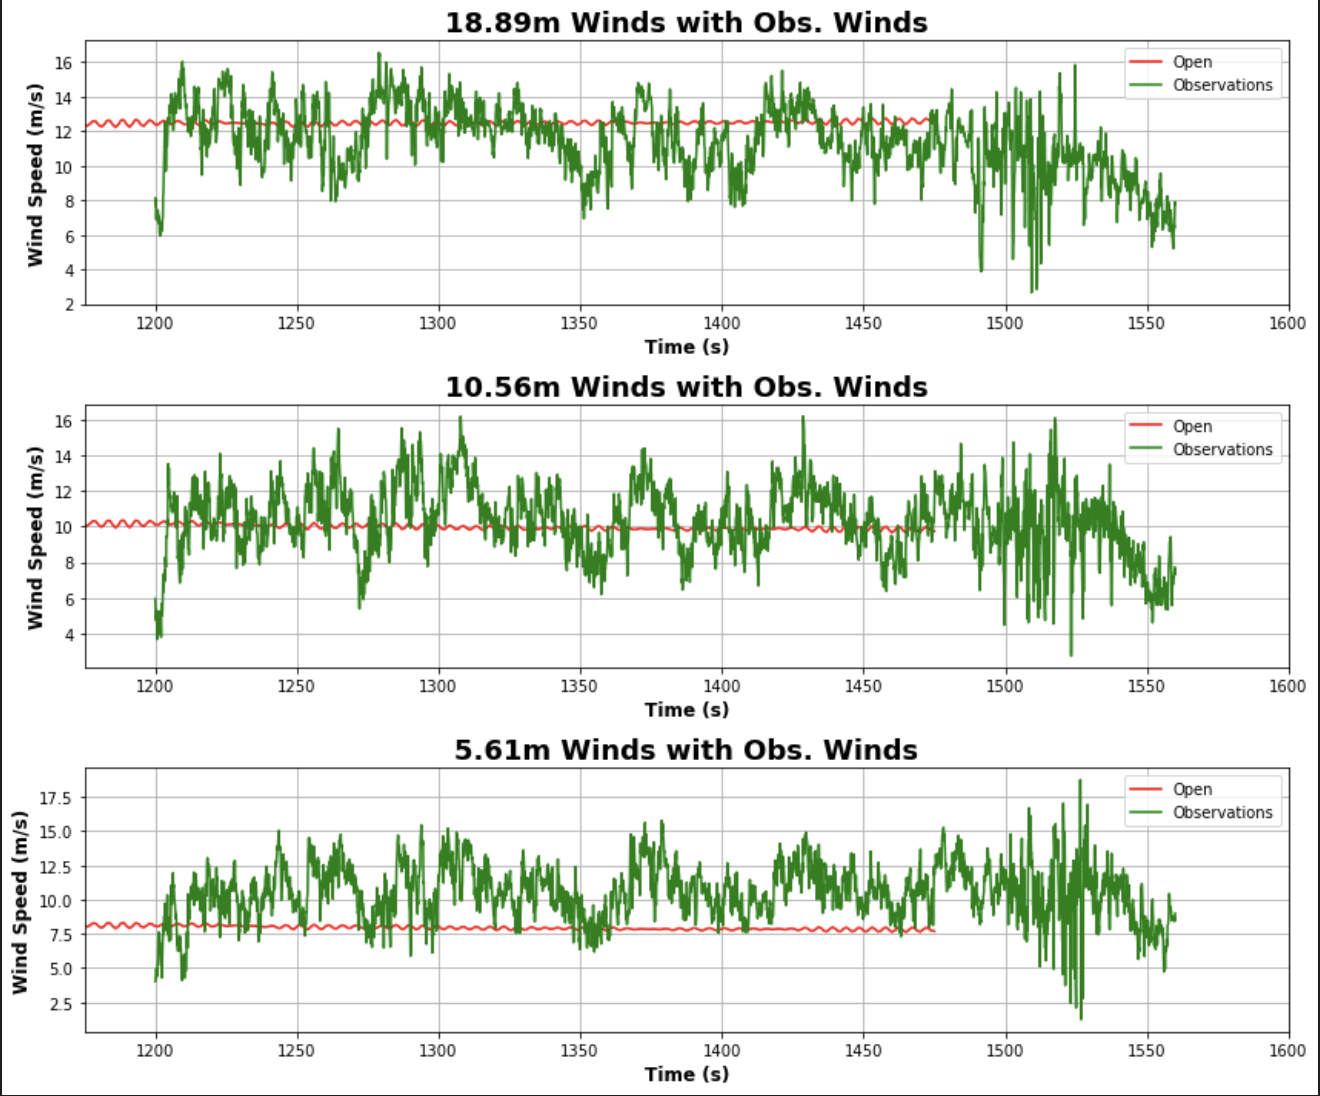 18.89m Winds with Obs. Winds
Wind Speed (m/s)
16
14
12
10
8
6
4
2
Open
Observations
1200 1250 1300 1350 1400 1450 1500 1550 1600
Time (s)
10.56m Winds with Obs. Winds
Wind Speed (m/s)
16
14
12
10
8
6
4
Open
Observations
1200 1250 1300 1350 1400 1450 1500 1550 1600
Time (s)
5.61m Winds with Obs. Winds
Wind Speed (m/s)
17.5
15.0
12.5
10.0
7.5
5.0
2.5
Open
Observations
1200 1250 1300 1350 1400 1450 1500 1550 1600
Time (s)